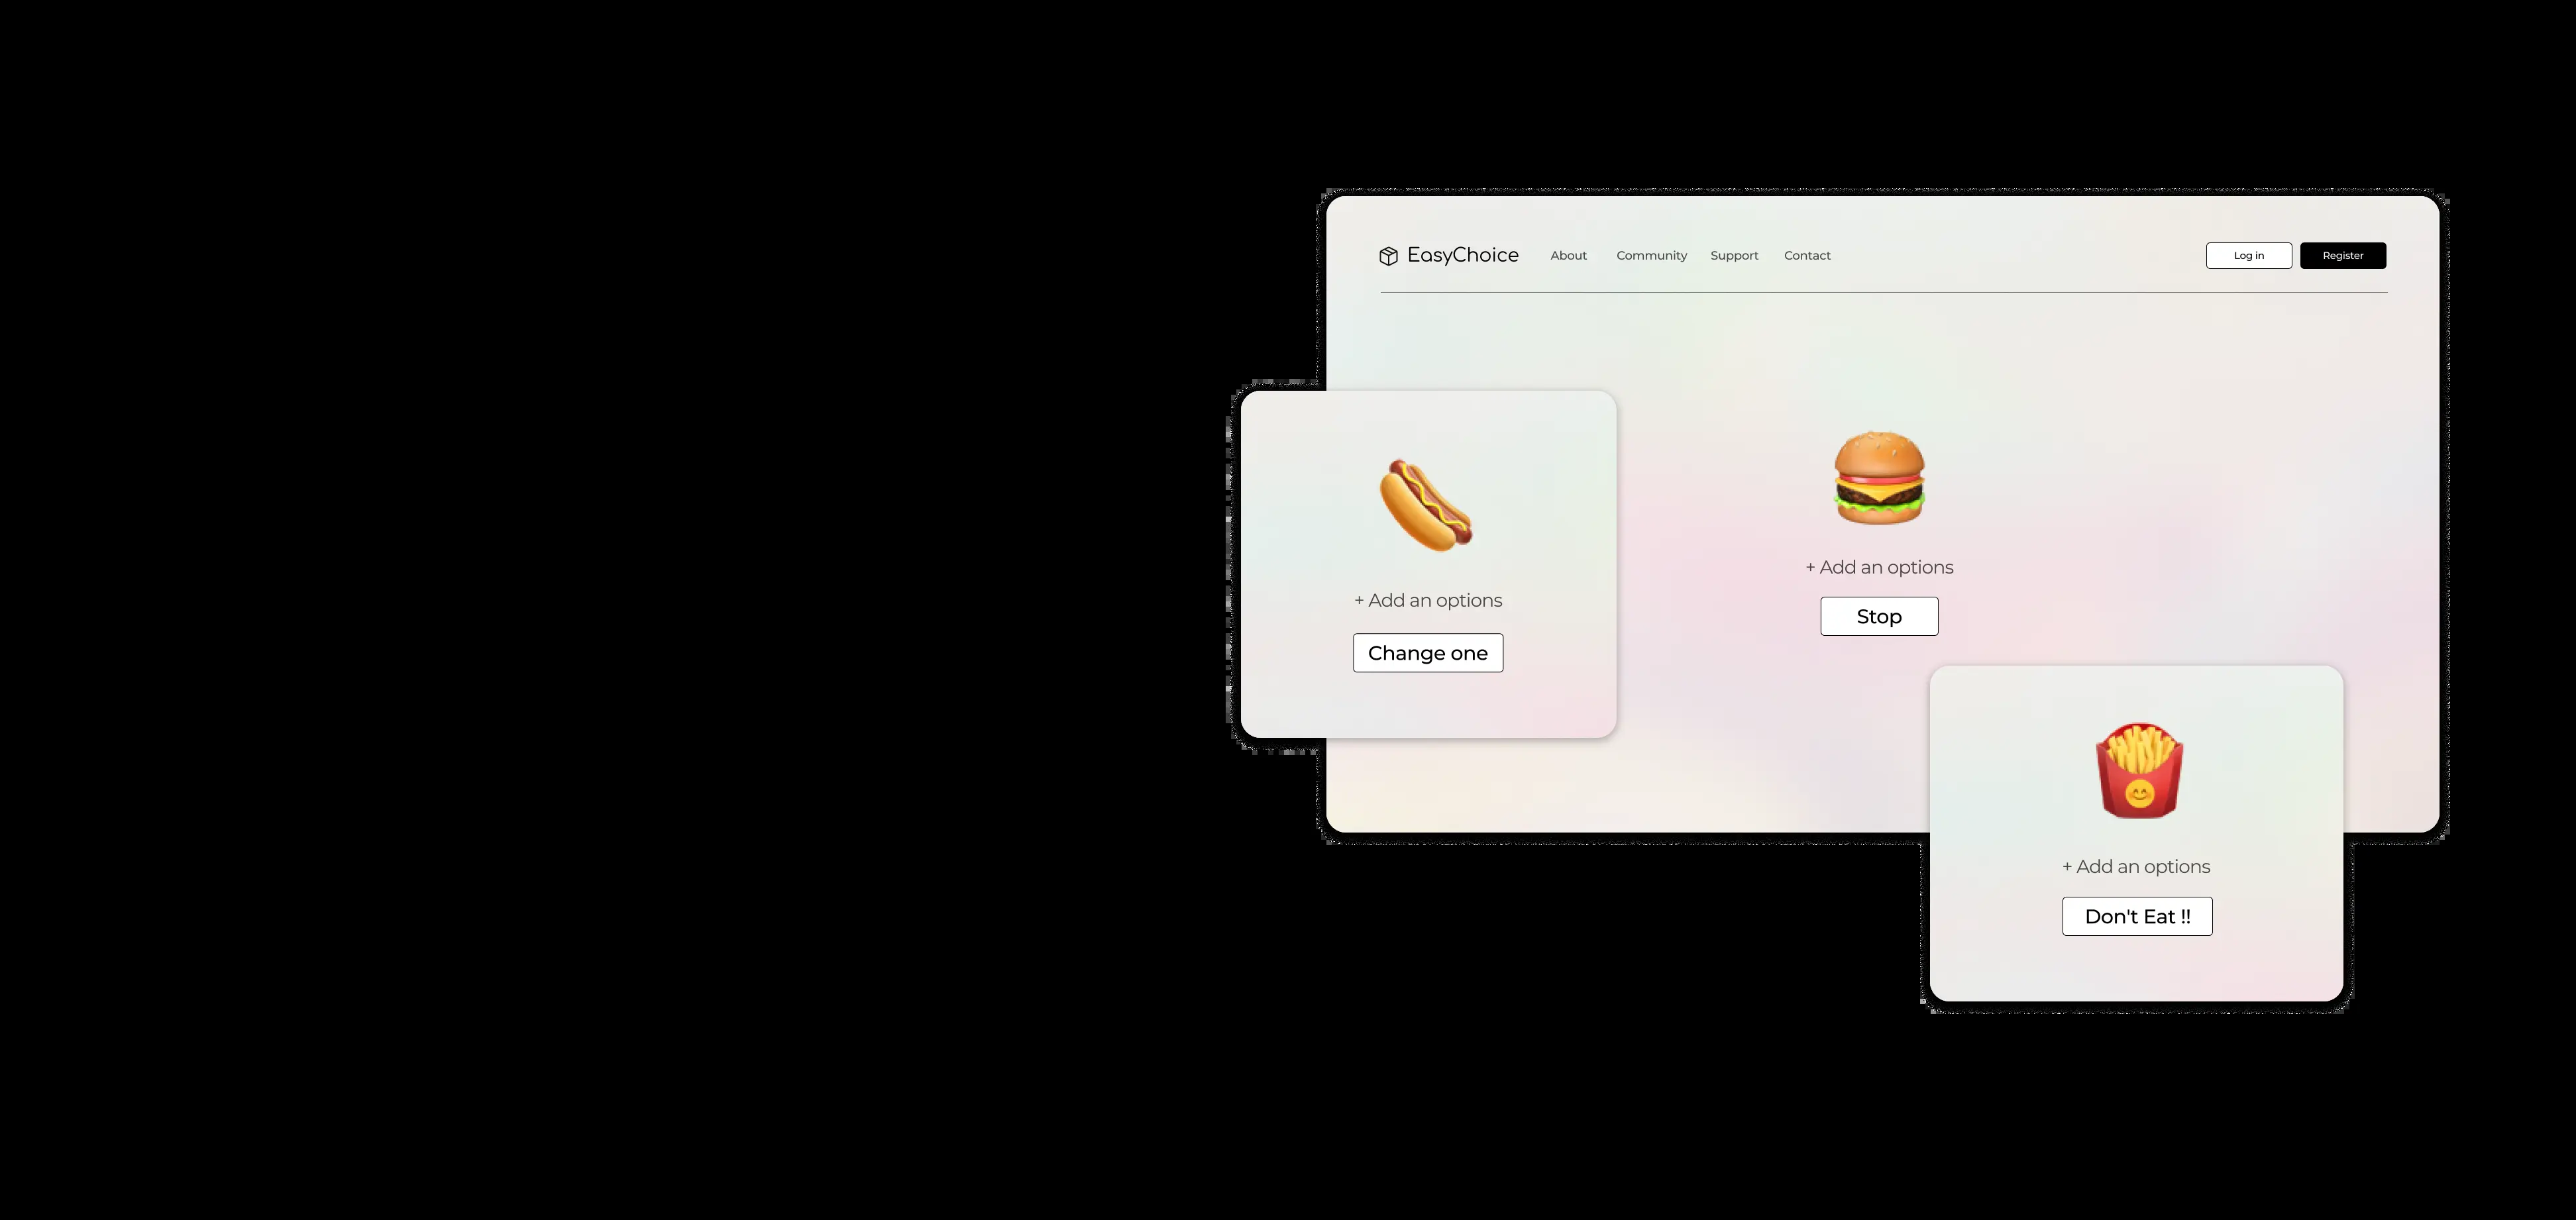 EasyChoice About Community Support Contact Log in Register
+ Add an options
Change one
+ Add an options
Stop
+ Add an options
Don't Eat !!